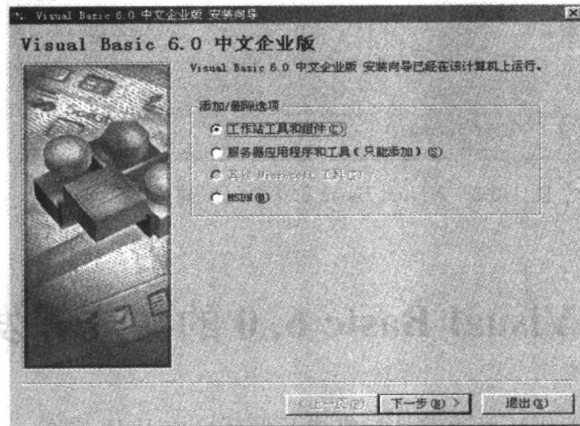 Visual Basic 6.0 中文企业版 安装向导
Visual Basic 6.0 中文企业版
Visual Basic 6.0 中文企业版 安装向导已经在该计算机上运行。
添加/删除选项
工作站工具和组件(C)
服务器应用程序和工具(只能添加)(S)
Microsoft 工具
MSDN(M)
<上一步(B) 下一步(N) > 退出(X)